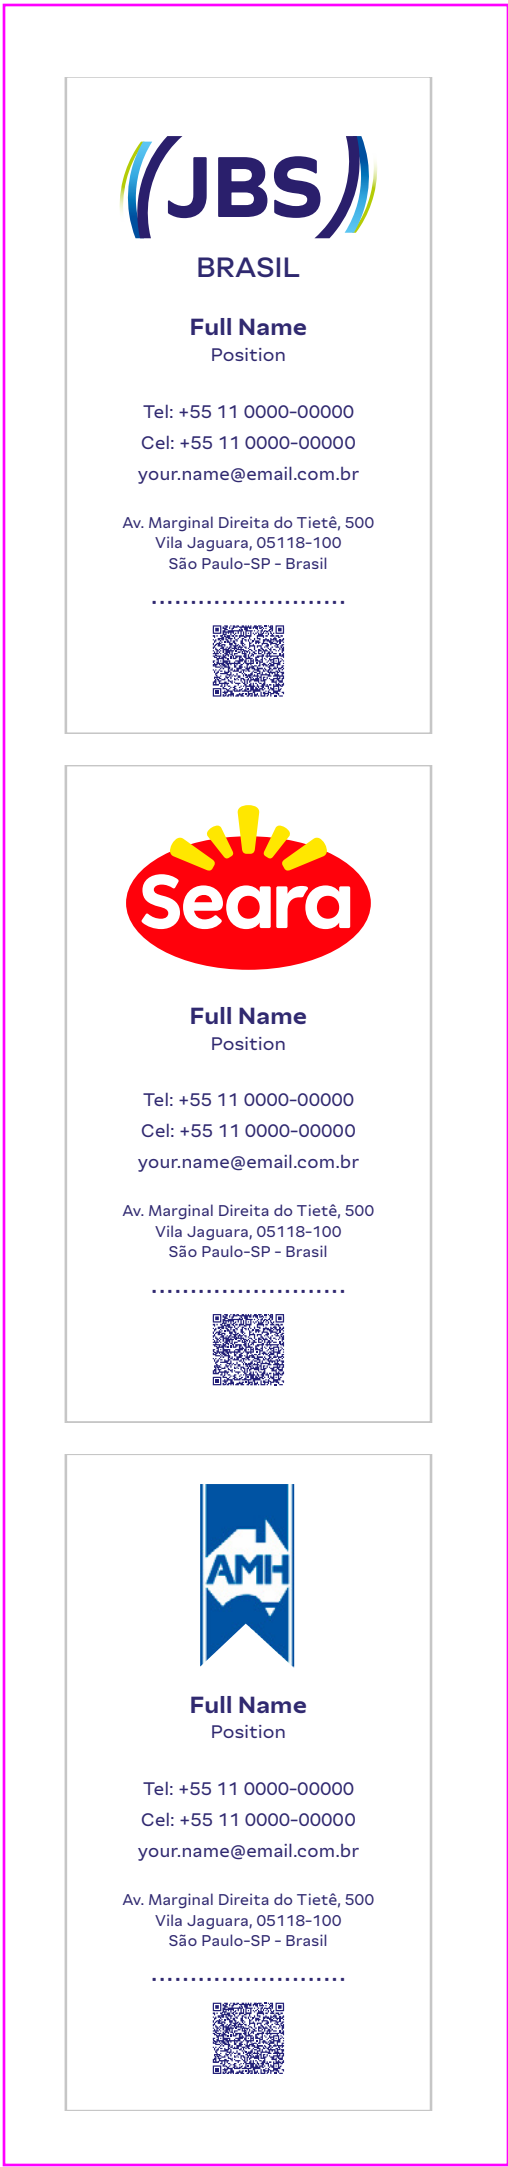 JBS
BRASIL
Full Name
Position
Tel: +55 11 0000-00000
Cel: +55 11 0000-00000
your.name@email.com.br
Av. Marginal Direita do Tietê, 500
Vila Jaguara, 05118-100
São Paulo-SP - Brasil
Seara
Full Name
Position
Tel: +55 11 0000-00000
Cel: +55 11 0000-00000
your.name@email.com.br
Av. Marginal Direita do Tietê, 500
Vila Jaguara, 05118-100
São Paulo-SP - Brasil
AMH
Full Name
Position
Tel: +55 11 0000-00000
Cel: +55 11 0000-00000
your.name@email.com.br
Av. Marginal Direita do Tietê, 500
Vila Jaguara, 05118-100
São Paulo-SP - Brasil